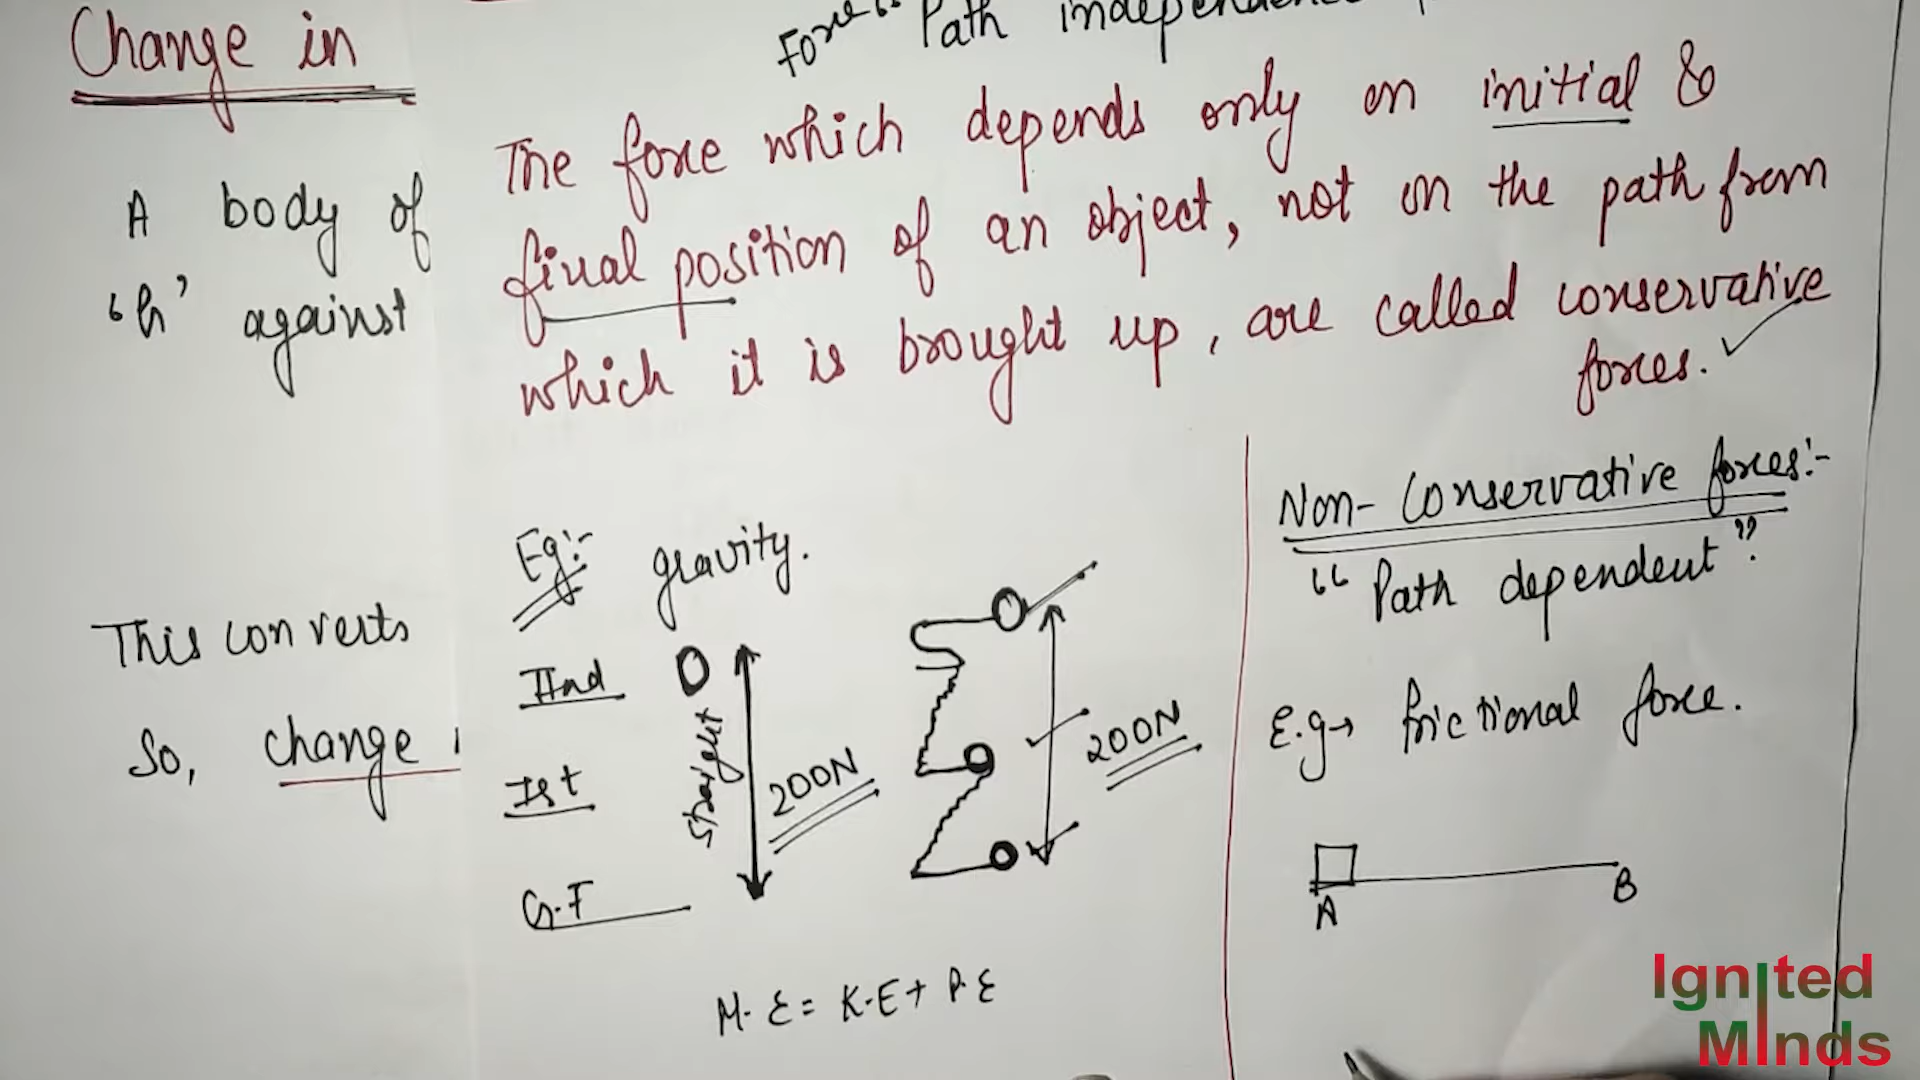 Change in
A body of
'h' against
This converts
So, change
Force
"Path independence
The force which depends only on initial &
final position of an object, not on the path from
which it is brought up, are called conservative
forces.
Eg:- gravity.
IInd
Ist
G.F
straight
200N
200N
M.E = K.E + P.E
Non-Conservative forces:-
"Path dependent".
E.g→ frictional force.
A
B
Ignited
Minds